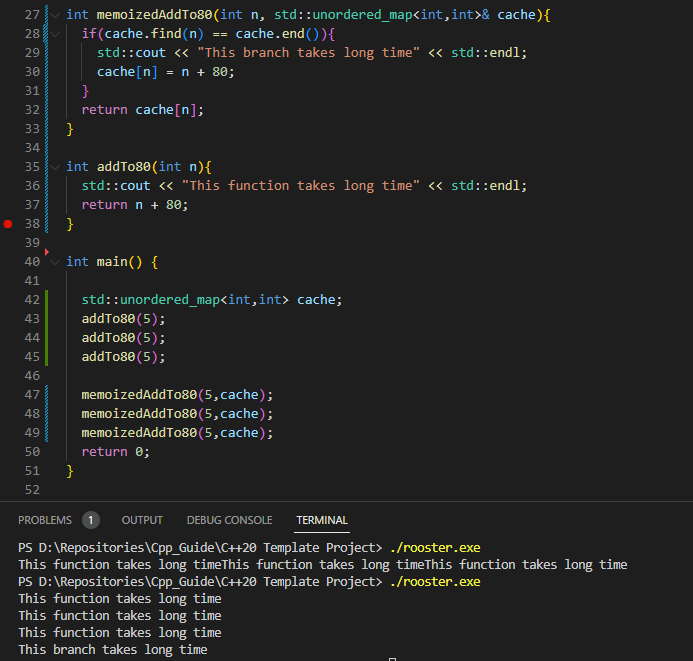 27 int memoizedAddTo80(int n, std::unordered_map<int,int>& cache){
28 if(cache.find(n) == cache.end()){
29 std::cout << "This branch takes long time" << std::endl;
30 cache[n] = n + 80;
31 }
32 return cache[n];
33 }
34
35 int addTo80(int n){
36 std::cout << "This function takes long time" << std::endl;
37 return n + 80;
38 }
39
40 int main() {
41
42 std::unordered_map<int,int> cache;
43 addTo80(5);
44 addTo80(5);
45 addTo80(5);
46
47 memoizedAddTo80(5,cache);
48 memoizedAddTo80(5,cache);
49 memoizedAddTo80(5,cache);
50 return 0;
51 }
52
PROBLEMS 1 OUTPUT DEBUG CONSOLE TERMINAL
PS D:\Repositories\Cpp_Guide\C++20 Template Project> ./rooster.exe
This function takes long timeThis function takes long timeThis function takes long time
PS D:\Repositories\Cpp_Guide\C++20 Template Project> ./rooster.exe
This function takes long time
This function takes long time
This function takes long time
This branch takes long time